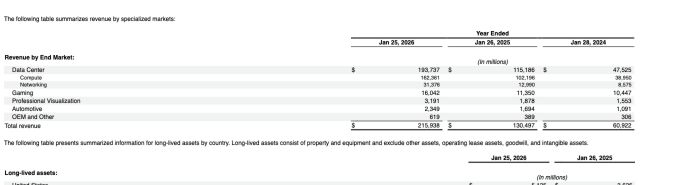 The following table summarizes revenue by specialized markets:
Year Ended
Jan 25, 2026 Jan 26, 2025 Jan 28, 2024
Revenue by End Market: (In millions)
Data Center $ 193,737 $ 115,186 $ 47,525
Compute 162,361 102,196 38,950
Networking 31,376 12,990 8,575
Gaming 16,042 11,350 10,447
Professional Visualization 3,191 1,878 1,553
Automotive 2,349 1,694 1,091
OEM and Other 619 389 306
Total revenue $ 215,938 $ 130,497 $ 60,922
The following table presents summarized information for long-lived assets by country. Long-lived assets consist of property and equipment and exclude other assets, operating lease assets, goodwill, and intangible assets.
Jan 25, 2026 Jan 26, 2025
Long-lived assets: (In millions)